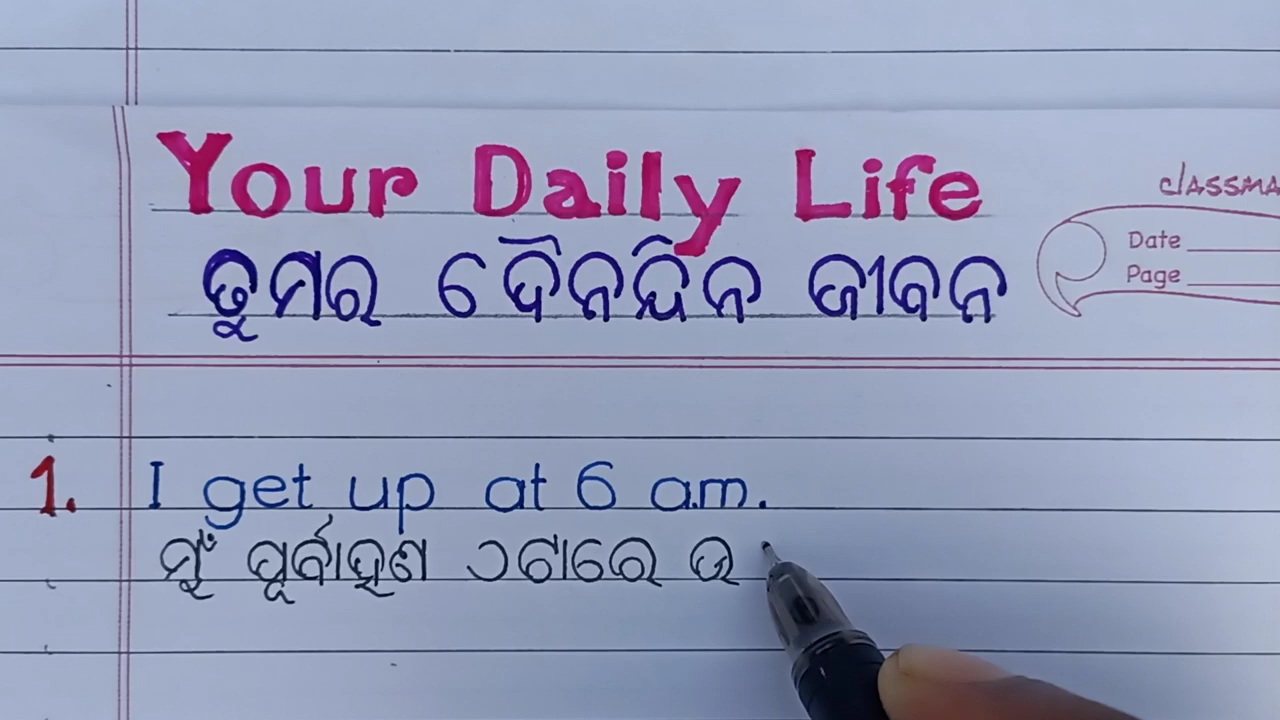 Your Daily Life
ତୁମର ଦୈନନ୍ଦିନ ଜୀବନ
classma
Date
Page
1. I get up at 6 a.m.
ମୁଁ ପୂର୍ବାହ୍ଣ ୬ଟାରେ ଉ